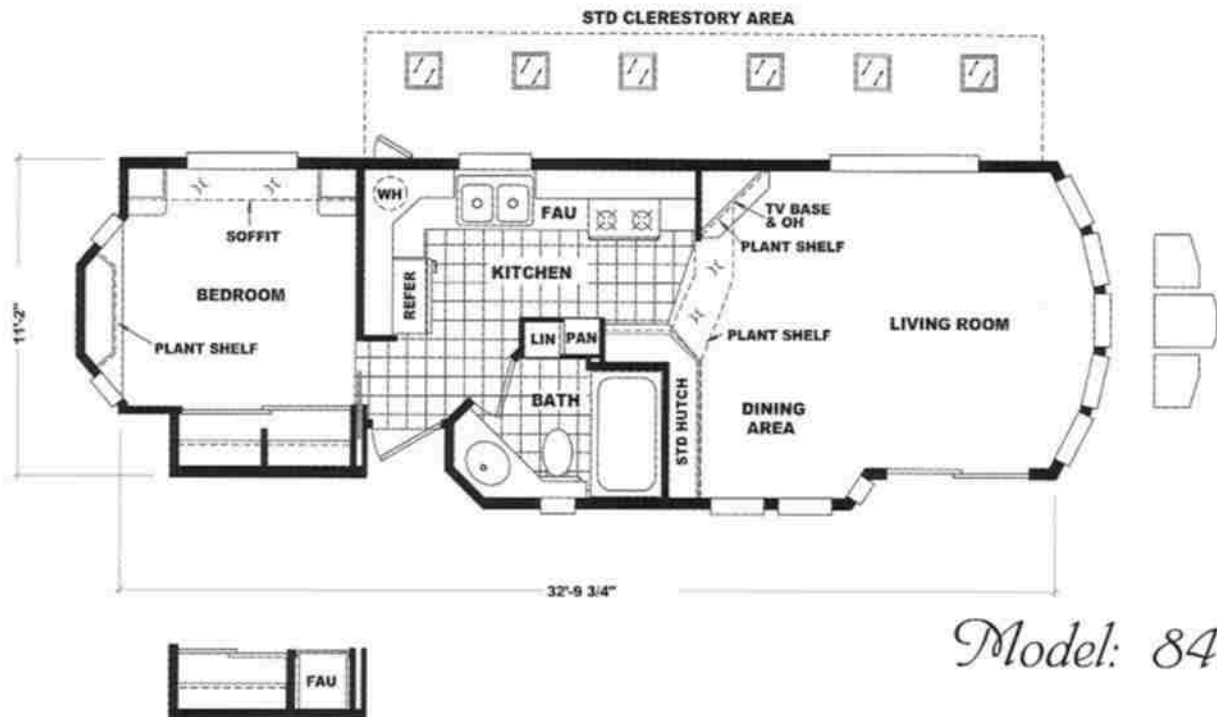 STD CLERESTORY AREA
WH
FAU
TV BASE
& OH
PLANT SHELF
SOFFIT
KITCHEN
REFER
BEDROOM
LIVING ROOM
11'-2"
LIN
PAN
PLANT SHELF
PLANT SHELF
BATH
DINING
AREA
STD HUTCH
32'-9 3/4"
Model: 84
FAU